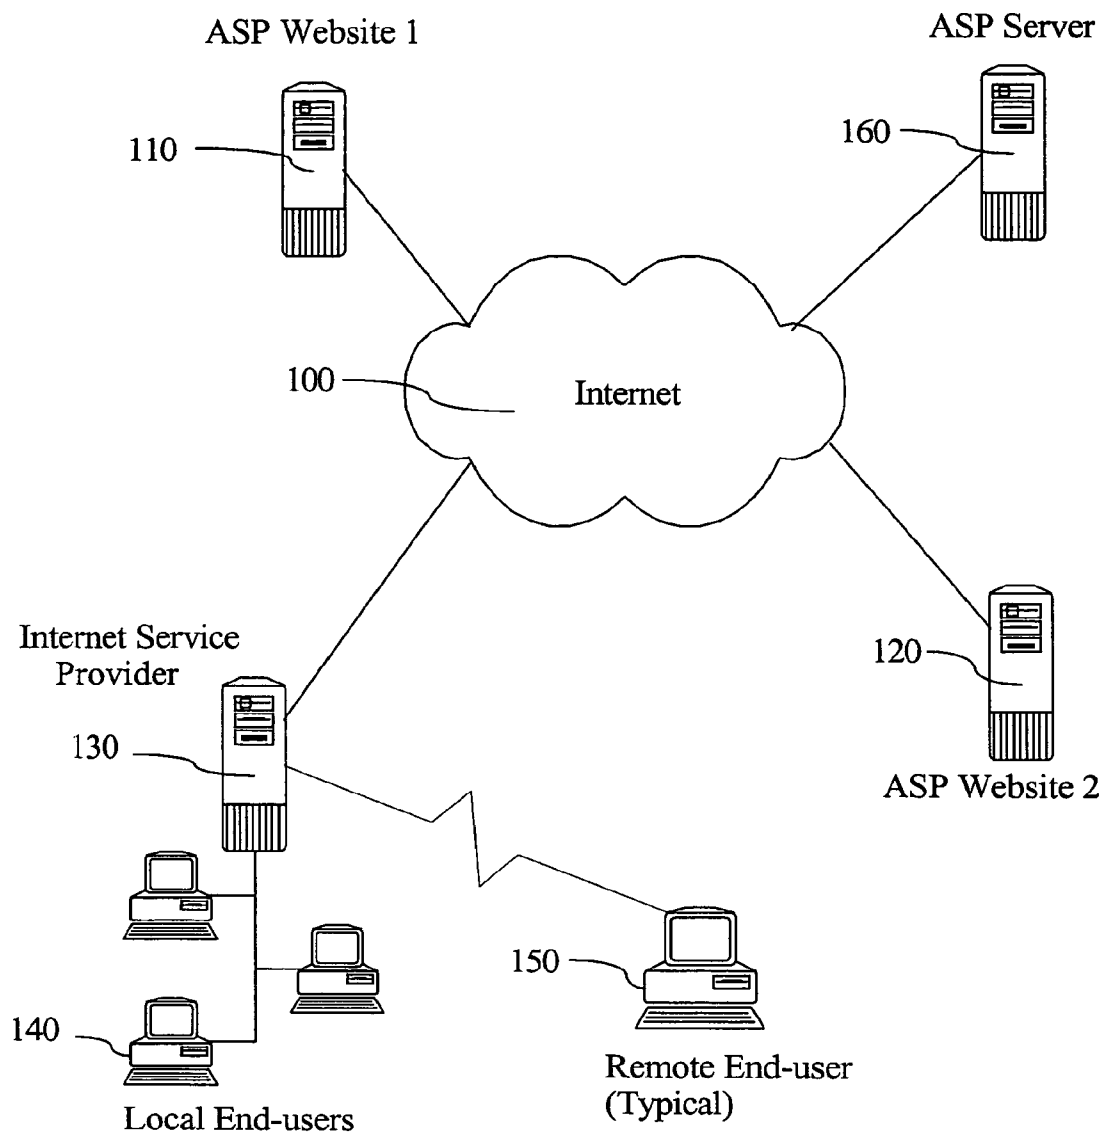 ASP Website 1
ASP Server
110
160
100
Internet
Internet Service
Provider
120
130
ASP Website 2
150
140
Remote End-user
(Typical)
Local End-users